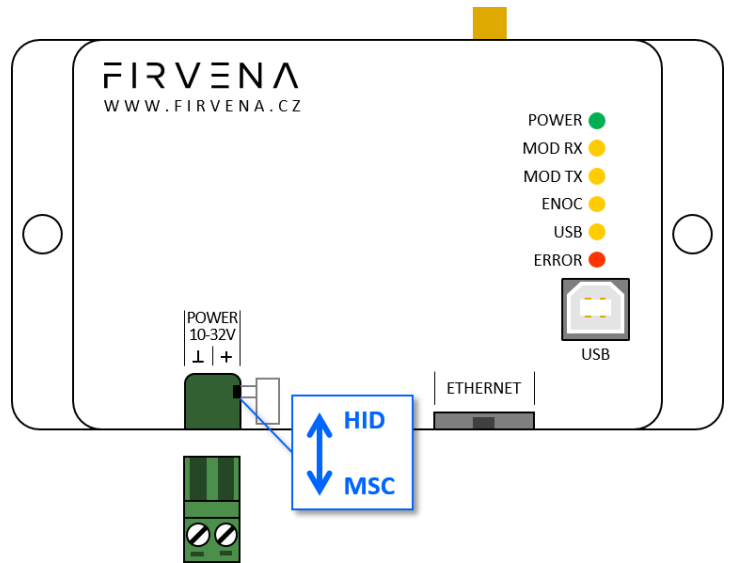 FIRVENA
WWW.FIRVENA.CZ
POWER
MOD RX
MOD TX
ENOC
USB
ERROR
USB
POWER
10-32V
⊥ +
ETHERNET
HID
MSC